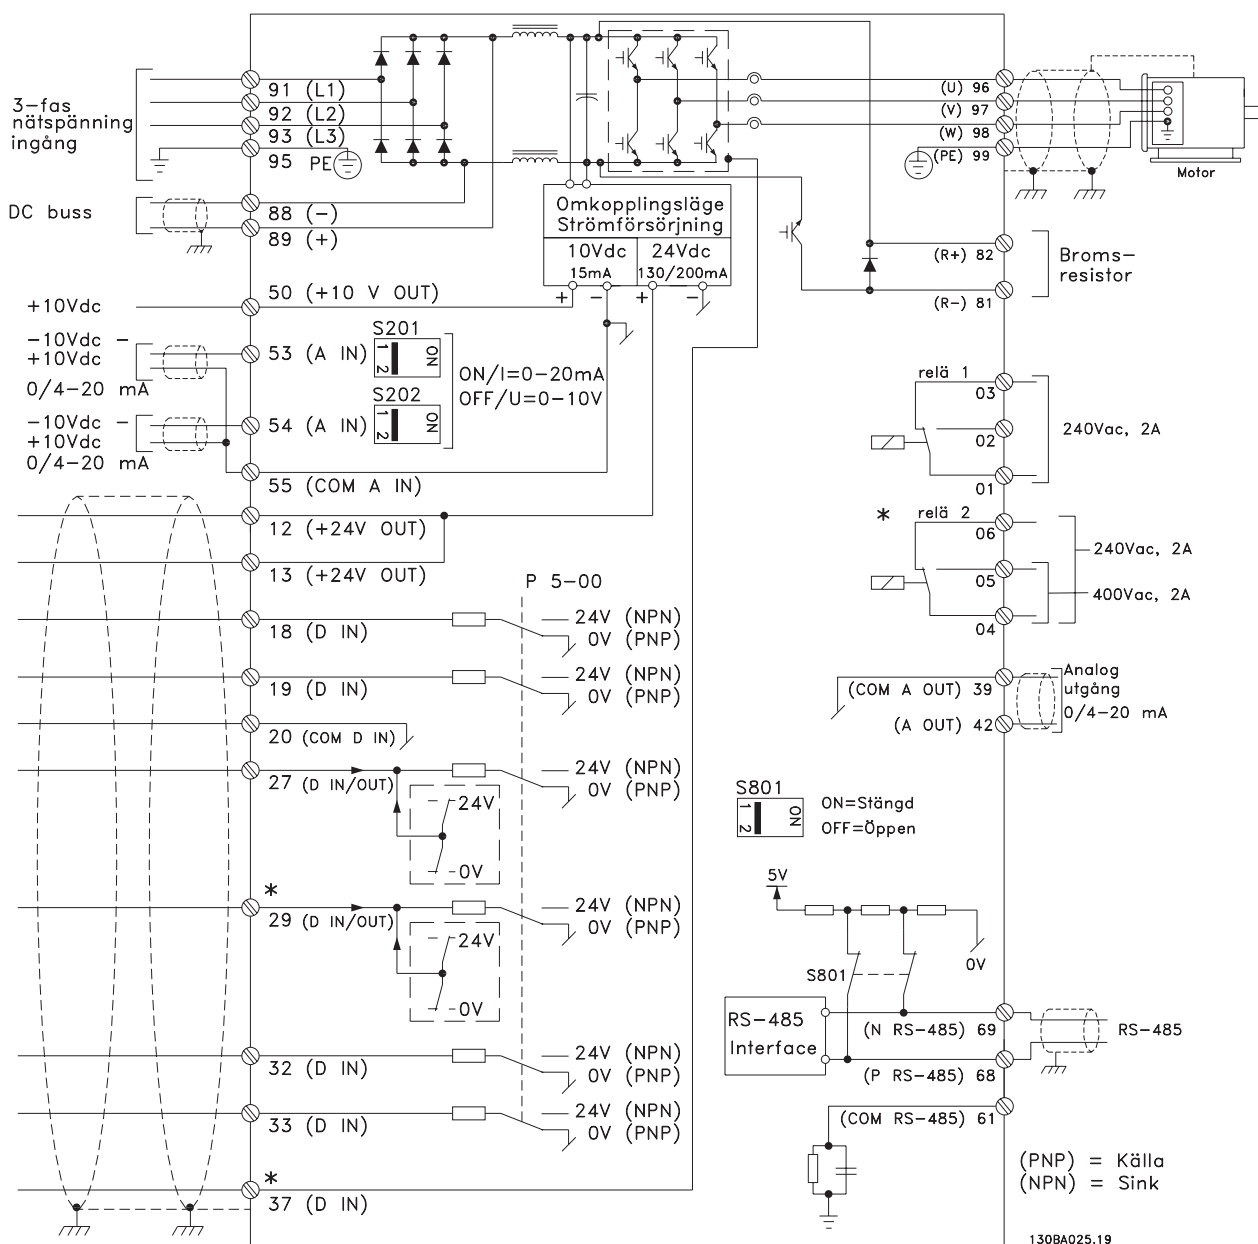 3-fas
nätspänning
ingång
91 (L1)
92 (L2)
93 (L3)
95 PE
DC buss
88 (-)
89 (+)
+10Vdc
50 (+10 V OUT)
-10Vdc -
+10Vdc
0/4-20 mA
53 (A IN)
S201
1
2
ON
ON/I=0-20mA
OFF/U=0-10V
-10Vdc -
+10Vdc
0/4-20 mA
54 (A IN)
S202
1
2
ON
55 (COM A IN)
12 (+24V OUT)
13 (+24V OUT)
P 5-00
18 (D IN)
24V (NPN)
0V (PNP)
19 (D IN)
24V (NPN)
0V (PNP)
20 (COM D IN)
27 (D IN/OUT)
24V (NPN)
0V (PNP)
24V
0V
*
29 (D IN/OUT)
24V (NPN)
0V (PNP)
24V
0V
32 (D IN)
24V (NPN)
0V (PNP)
33 (D IN)
24V (NPN)
0V (PNP)
*
37 (D IN)
Omkopplingsläge
Strömförsörjning
10Vdc
15mA
24Vdc
130/200mA
+ - + -
(U) 96
(V) 97
(W) 98
(PE) 99
Motor
(R+) 82
(R-) 81
Broms-
resistor
relä 1
03
02
01
240Vac, 2A
*
relä 2
06
05
04
240Vac, 2A
400Vac, 2A
(COM A OUT) 39
(A OUT) 42
Analog
utgång
0/4-20 mA
S801
1
2
ON
ON=Stängd
OFF=Öppen
5V
0V
S801
RS-485
Interface
(N RS-485) 69
(P RS-485) 68
RS-485
(COM RS-485) 61
(PNP) = Källa
(NPN) = Sink
130BA025.19